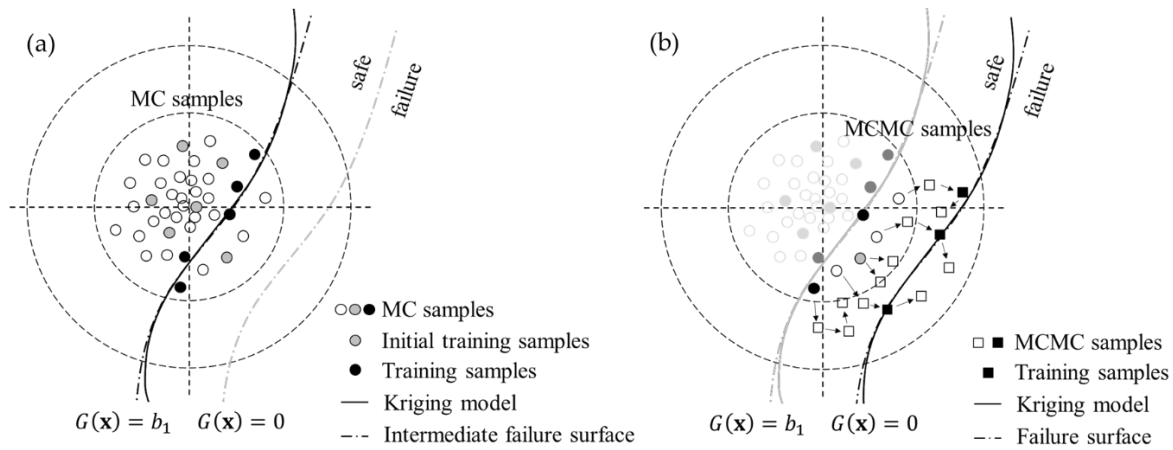 (a)
safe
failure
MC samples
MC samples
Initial training samples
Training samples
Kriging model
Intermediate failure surface
G(x) = b₁ G(x) = 0
(b)
safe
failure
MCMC samples
MCMC samples
Training samples
Kriging model
Failure surface
G(x) = b₁ G(x) = 0